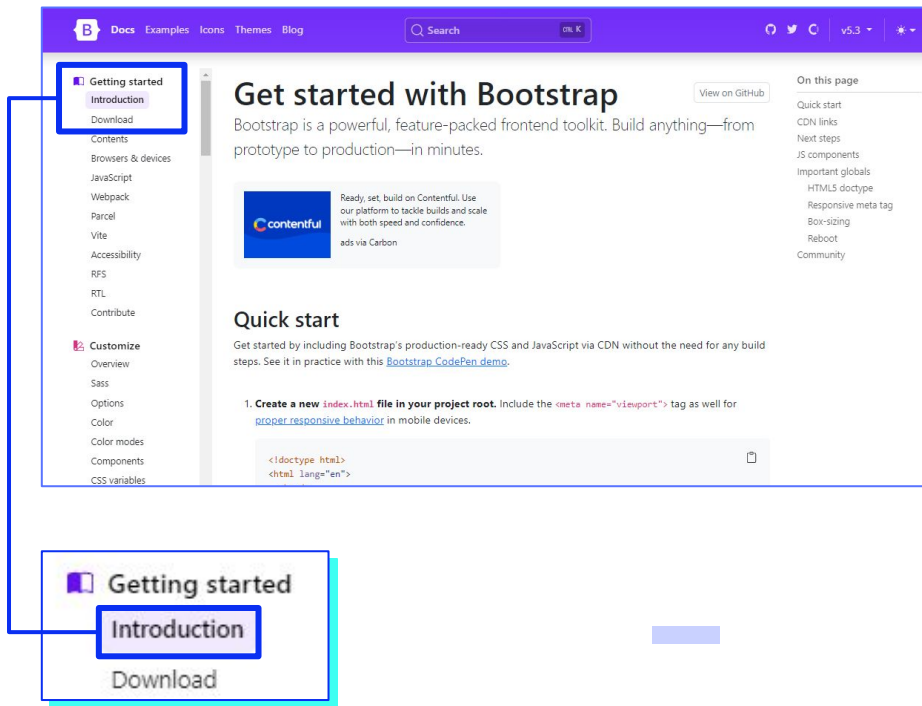 B Docs Examples Icons Themes Blog
Search
CTRL K
v5.3
Getting started
Introduction
Download
Contents
Browsers & devices
JavaScript
Webpack
Parcel
Vite
Accessibility
RFS
RTL
Contribute
Customize
Overview
Sass
Options
Color
Color modes
Components
CSS variables
Get started with Bootstrap
View on GitHub
Bootstrap is a powerful, feature-packed frontend toolkit. Build anything—from
prototype to production—in minutes.
contentful
Ready, set, build on Contentful. Use
our platform to tackle builds and scale
with both speed and confidence.
ads via Carbon
Quick start
Get started by including Bootstrap's production-ready CSS and JavaScript via CDN without the need for any build
steps. See it in practice with this Bootstrap CodePen demo.
1. Create a new index.html file in your project root. Include the <meta name="viewport"> tag as well for
proper responsive behavior in mobile devices.
<!doctype html>
<html lang="en">
On this page
Quick start
CDN links
Next steps
JS components
Important globals
HTML5 doctype
Responsive meta tag
Box-sizing
Reboot
Community
Getting started
Introduction
Download